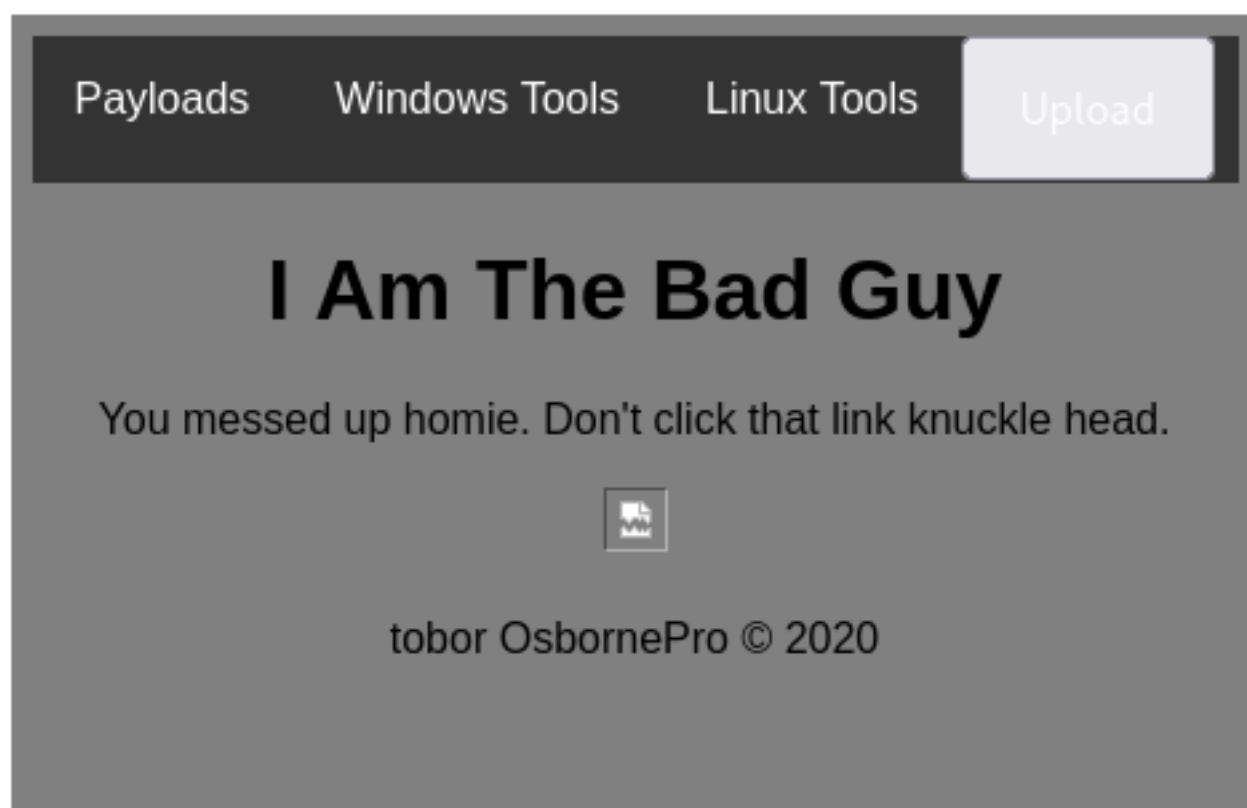 Payloads Windows Tools Linux Tools Upload
I Am The Bad Guy
You messed up homie. Don't click that link knuckle head.
tobor OsbornePro © 2020